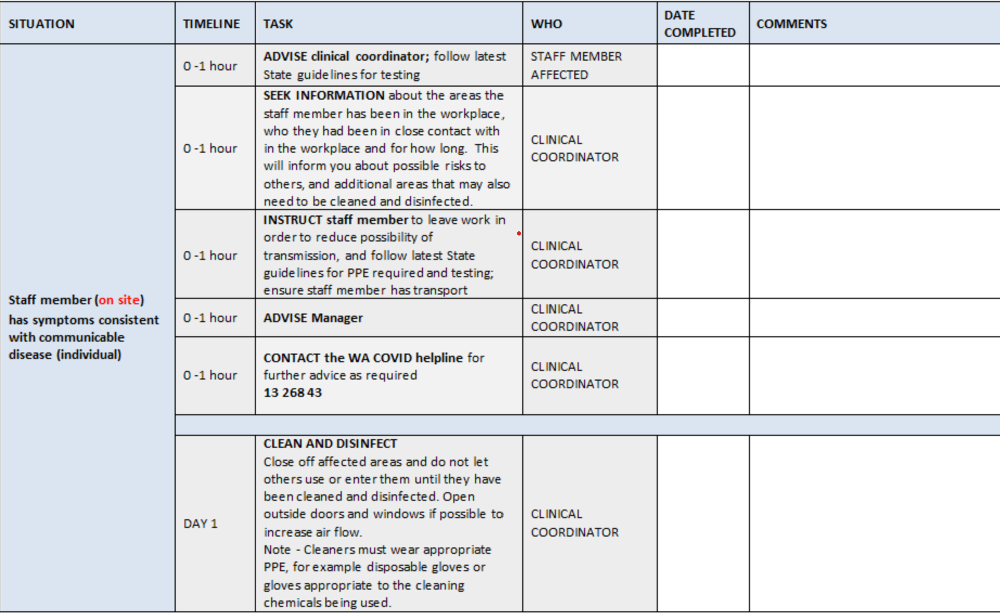 SITUATION
TIMELINE
TASK
WHO
DATE
COMPLETED
COMMENTS
Staff member (on site)
has symptoms consistent
with communicable
disease (individual)
0 -1 hour
ADVISE clinical coordinator; follow latest
State guidelines for testing
STAFF MEMBER
AFFECTED
0 -1 hour
SEEK INFORMATION about the areas the
staff member has been in the workplace,
who they had been in close contact with
in the workplace and for how long. This
will inform you about possible risks to
others, and additional areas that may also
need to be cleaned and disinfected.
CLINICAL
COORDINATOR
0 -1 hour
INSTRUCT staff member to leave work in
order to reduce possibility of
transmission, and follow latest State
guidelines for PPE required and testing;
ensure staff member has transport
CLINICAL
COORDINATOR
0 -1 hour
ADVISE Manager
CLINICAL
COORDINATOR
0 -1 hour
CONTACT the WA COVID helpline for
further advice as required
13 268 43
CLINICAL
COORDINATOR
DAY 1
CLEAN AND DISINFECT
Close off affected areas and do not let
others use or enter them until they have
been cleaned and disinfected. Open
outside doors and windows if possible to
increase air flow.
Note - Cleaners must wear appropriate
PPE, for example disposable gloves or
gloves appropriate to the cleaning
chemicals being used.
CLINICAL
COORDINATOR